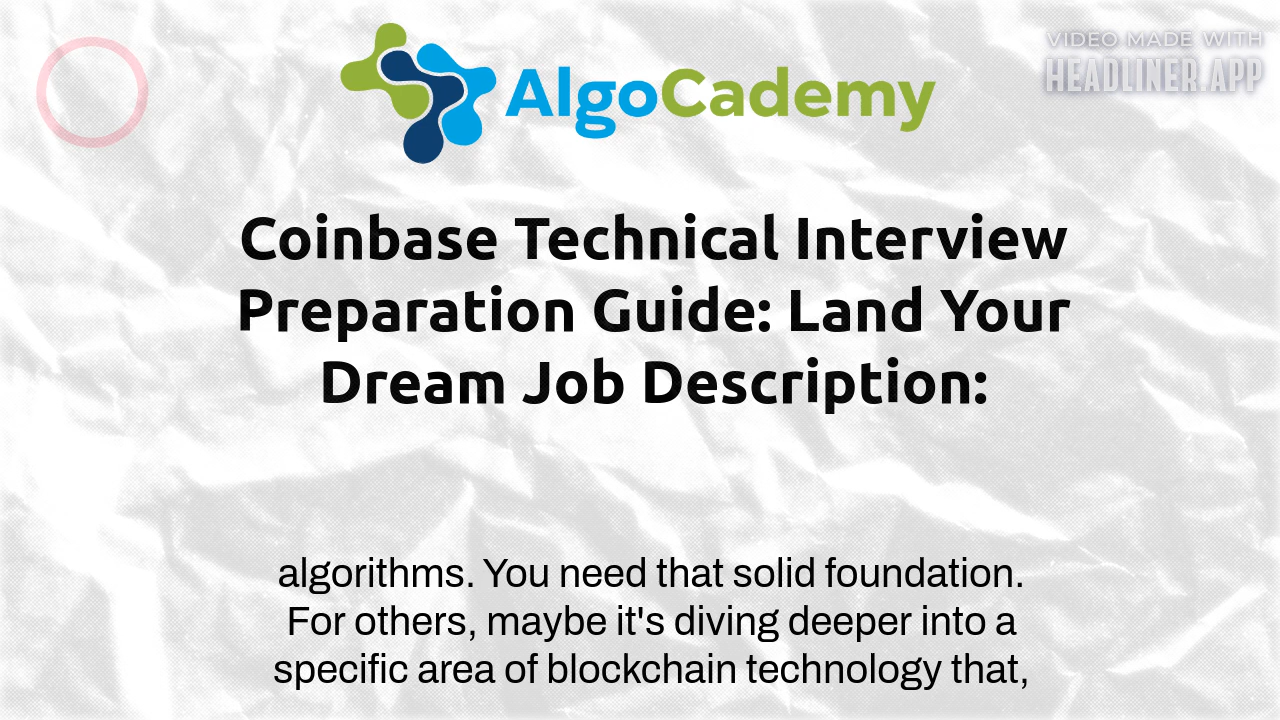 AlgoCademy
VIDEO MADE WITH
HEADLINER.APP
Coinbase Technical Interview
Preparation Guide: Land Your
Dream Job Description:
algorithms. You need that solid foundation.
For others, maybe it's diving deeper into a
specific area of blockchain technology that,